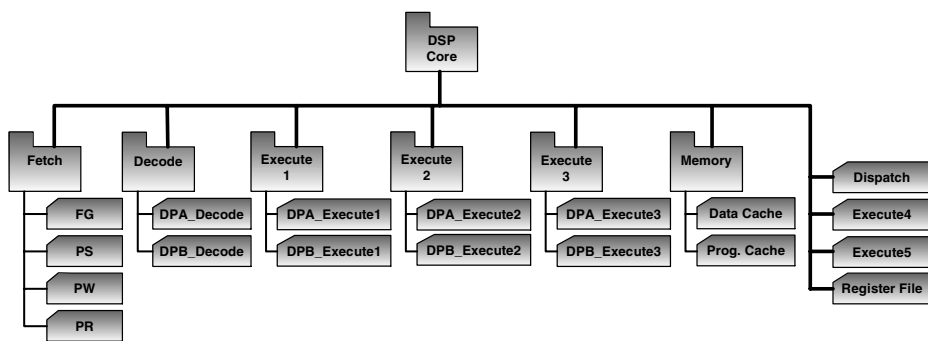 DSP
Core
Fetch
Decode
Execute
1
Execute
2
Execute
3
Memory
Dispatch
FG
DPA_Decode
DPA_Execute1
DPA_Execute2
DPA_Execute3
Data Cache
Execute4
PS
DPB_Decode
DPB_Execute1
DPB_Execute2
DPB_Execute3
Prog. Cache
Execute5
PW
Register File
PR